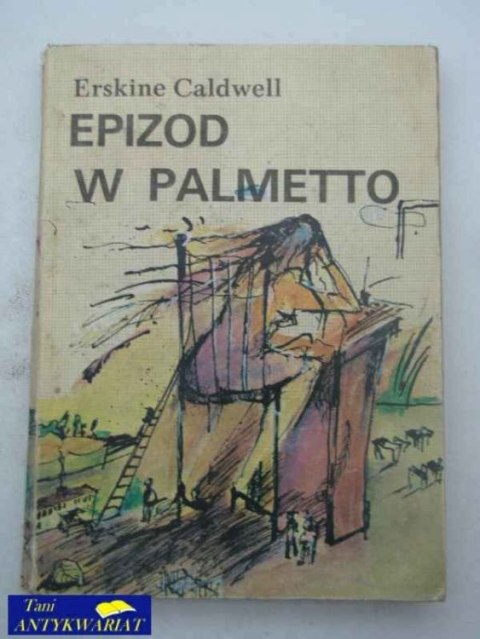 Erskine Caldwell
EPIZOD
W PALMETTO
Tani
ANTYKWARIAT